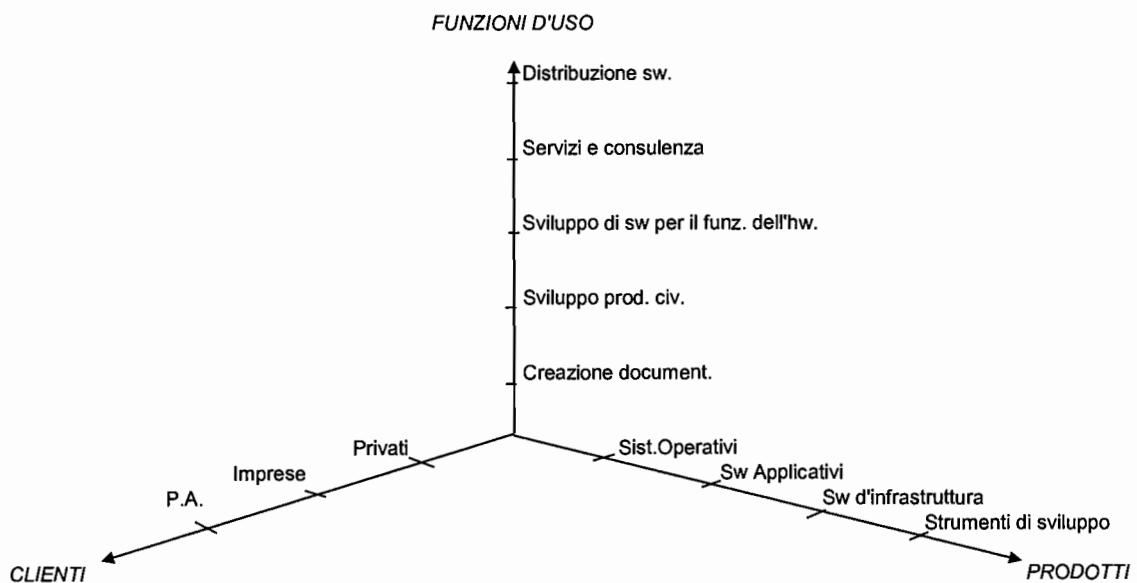 FUNZIONI D'USO
Distribuzione sw.
Servizi e consulenza
Sviluppo di sw per il funz. dell'hw.
Sviluppo prod. civ.
Creazione document.
Privati
Imprese
P.A.
CLIENTI
Sist.Operativi
Sw Applicativi
Sw d'infrastruttura
Strumenti di sviluppo
PRODOTTI